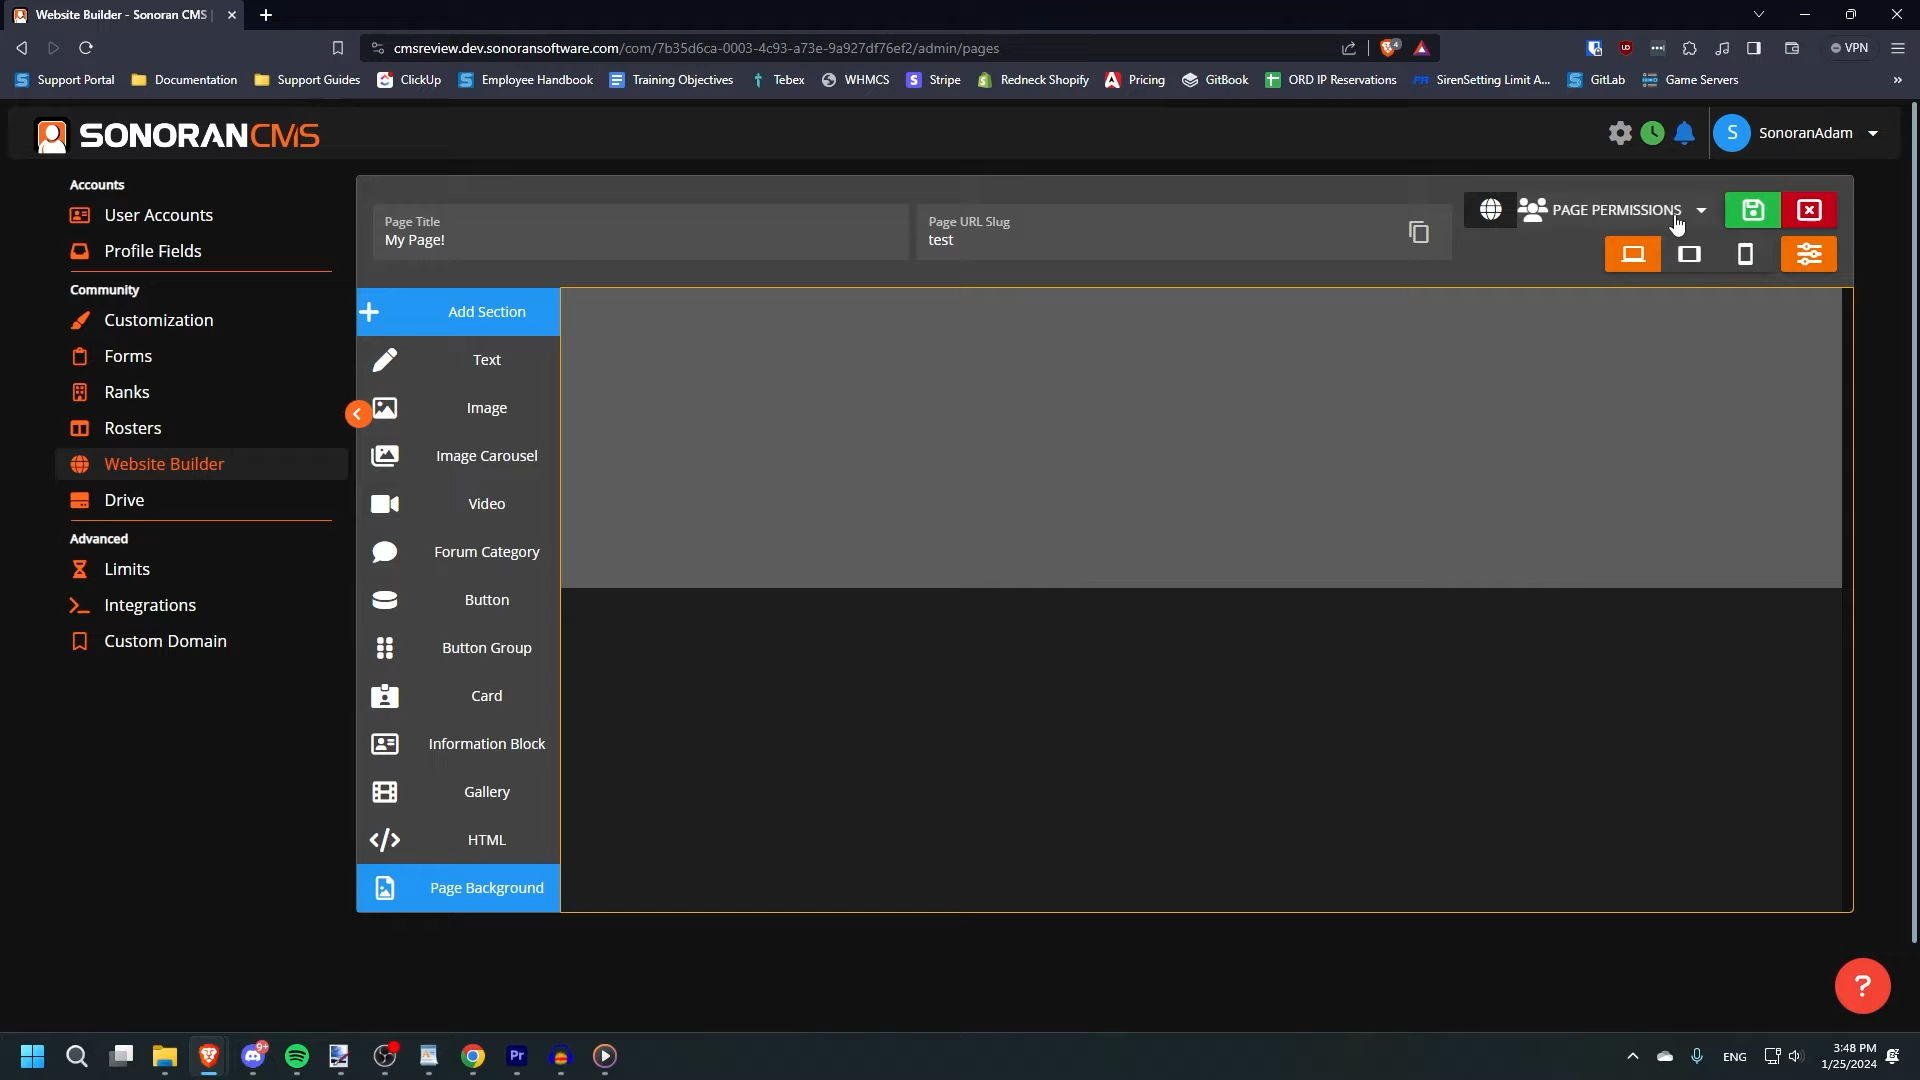 Website Builder - Sonoran CMS |
cmsreview.dev.sonoransoftware.com/com/7b35d6ca-0003-4c93-a73e-9a927df76ef2/admin/pages
4
VPN
Support Portal
Documentation
Support Guides
ClickUp
Employee Handbook
Training Objectives
Tebex
WHMCS
Stripe
Redneck Shopify
Pricing
GitBook
ORD IP Reservations
SirenSetting Limit A...
GitLab
Game Servers
»
SONORANCMS
S
SonoranAdam
Accounts
User Accounts
Profile Fields
Community
Customization
Forms
Ranks
Rosters
Website Builder
Drive
Advanced
Limits
Integrations
Custom Domain
Page Title
My Page!
Page URL Slug
test
PAGE PERMISSIONS
Add Section
Text
Image
Image Carousel
Video
Forum Category
Button
Button Group
Card
Information Block
Gallery
HTML
Page Background
?
9+
Pr
ENG
3:48 PM
1/25/2024